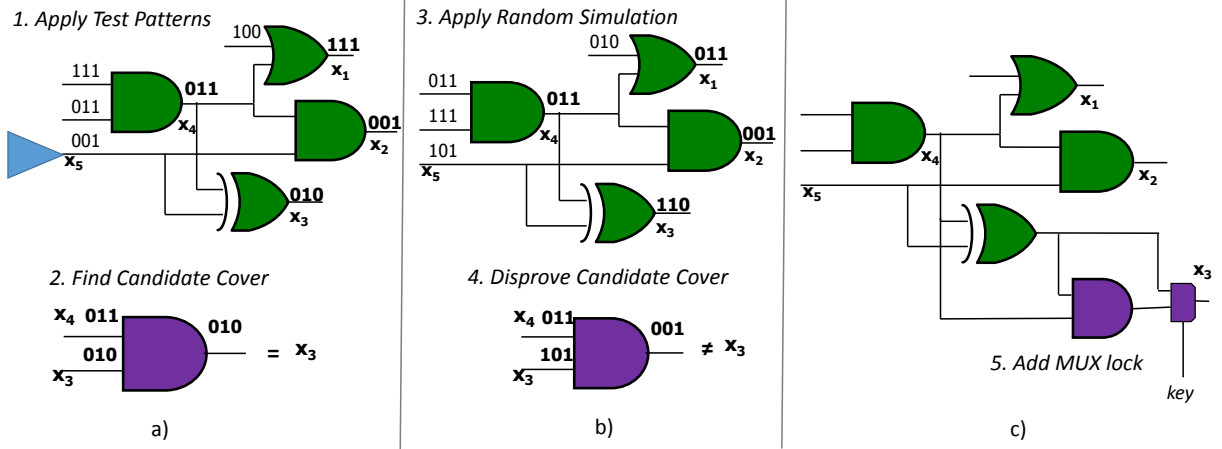 1. Apply Test Patterns
100
111
x1
111
011
011
x4
001
x5
001
x2
010
x3
2. Find Candidate Cover
x4 011
010
010
x3
= x3
a)
3. Apply Random Simulation
010
011
x1
011
111
011
x4
101
x5
001
x2
110
x3
4. Disprove Candidate Cover
x4 011
001
101
x3
≠ x3
b)
x1
x4
x2
x5
x3
5. Add MUX lock
key
c)